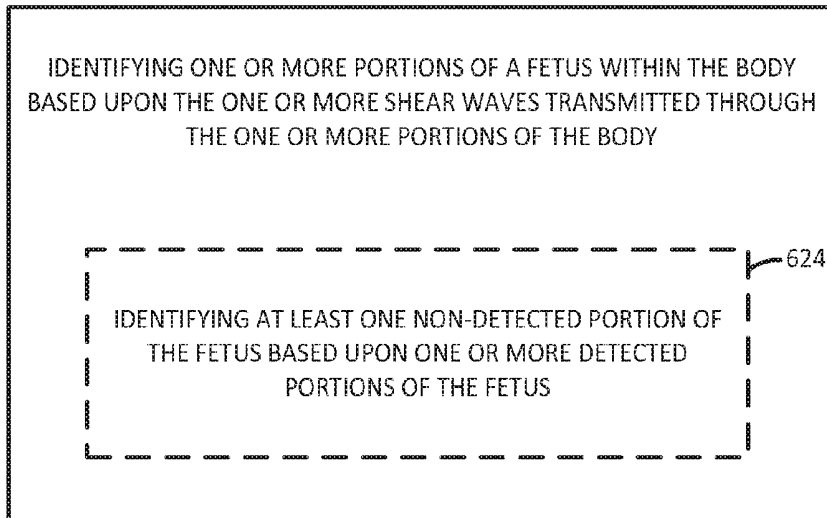 IDENTIFYING ONE OR MORE PORTIONS OF A FETUS WITHIN THE BODY
BASED UPON THE ONE OR MORE SHEAR WAVES TRANSMITTED THROUGH
THE ONE OR MORE PORTIONS OF THE BODY
624
IDENTIFYING AT LEAST ONE NON-DETECTED PORTION OF
THE FETUS BASED UPON ONE OR MORE DETECTED
PORTIONS OF THE FETUS